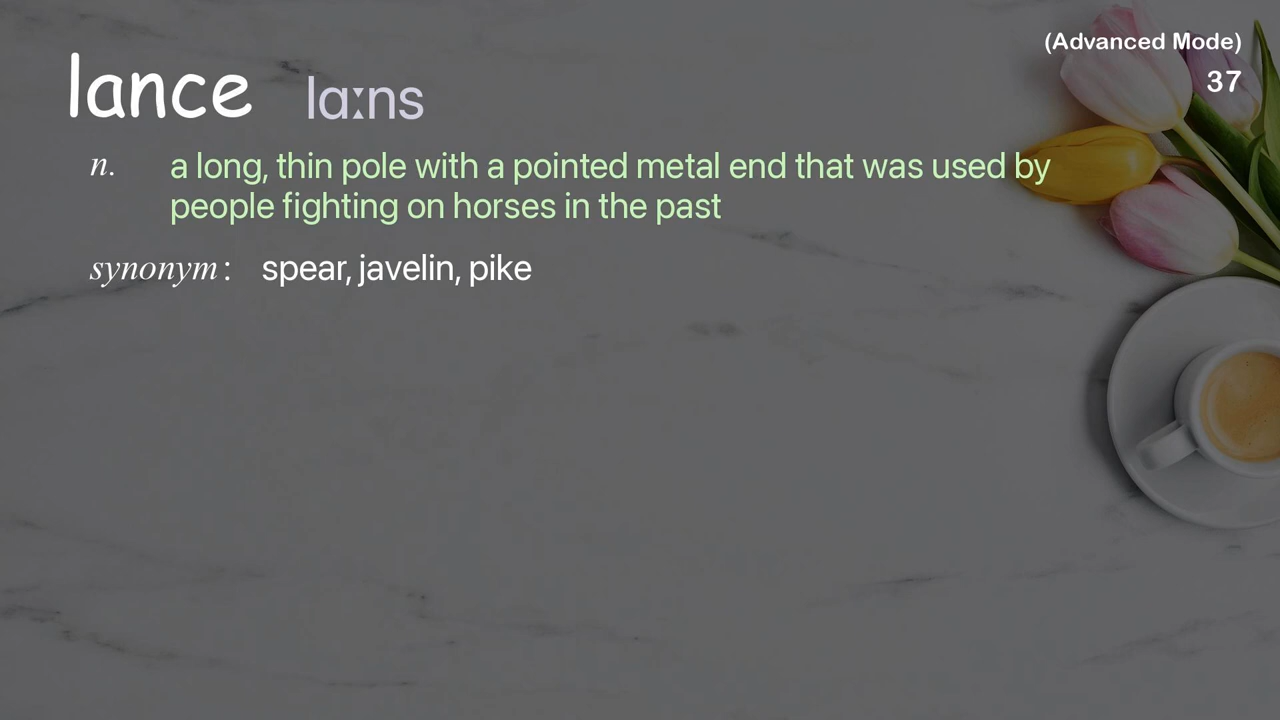 (Advanced Mode)
37
lance lɑːns
n. a long, thin pole with a pointed metal end that was used by
people fighting on horses in the past
synonym: spear, javelin, pike